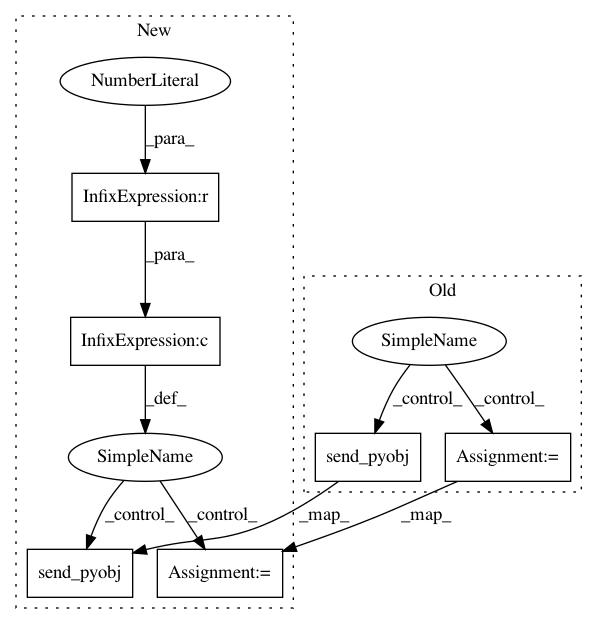 New
NumberLiteral
_para_
InfixExpression:r
_para_
InfixExpression:c
_def_
SimpleName
_control_
_control_
send_pyobj
Assignment:=
Old
SimpleName
_control_
_control_
send_pyobj
Assignment:=
_map_
_map_